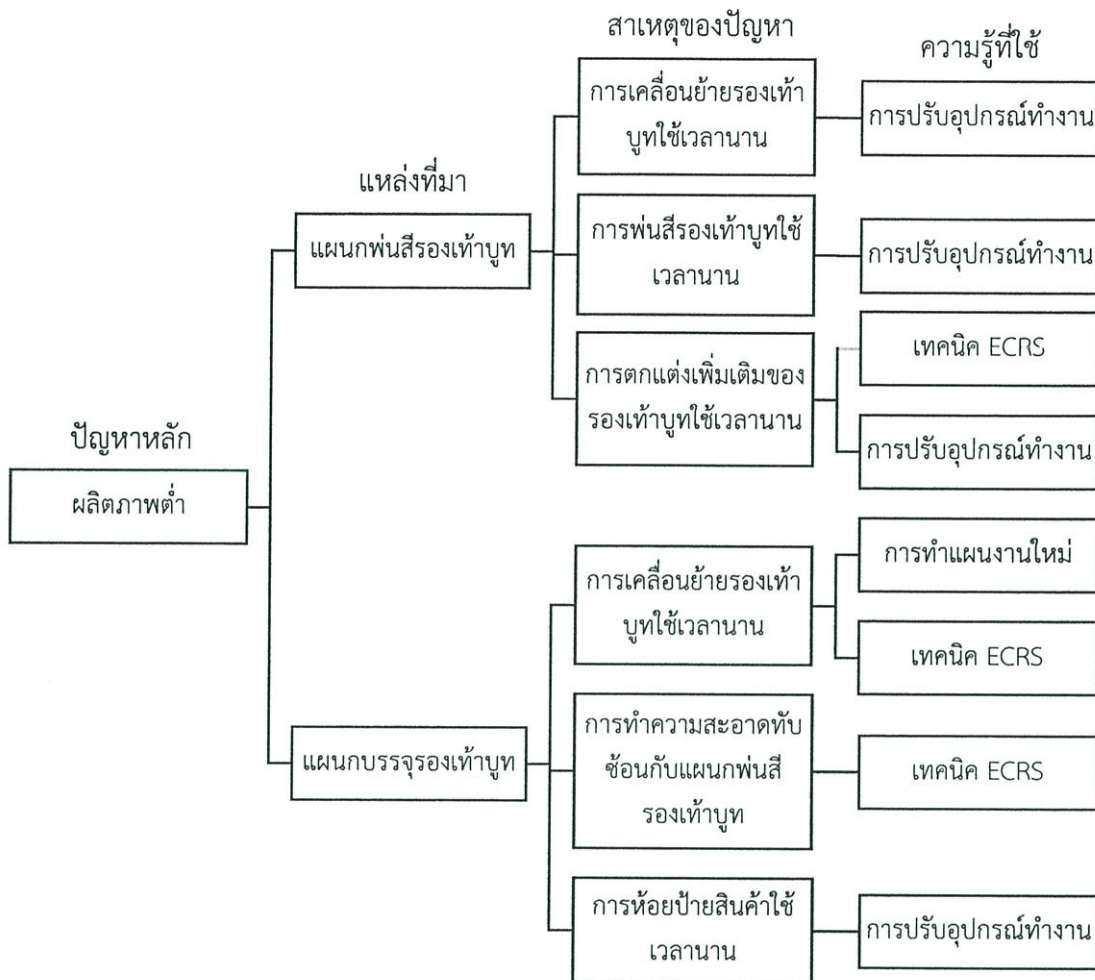 สาเหตุของปัญหา
ความรู้ที่ใช้
แหล่งที่มา
ปัญหาหลัก
ผลิตภาพต่ำ
แผนกพ่นสีรองเท้าบูท
การเคลื่อนย้ายรองเท้า
บูทใช้เวลานาน
การปรับอุปกรณ์ทำงาน
การพ่นสีรองเท้าบูทใช้
เวลานาน
การปรับอุปกรณ์ทำงาน
การตกแต่งเพิ่มเติมของ
รองเท้าบูทใช้เวลานาน
เทคนิค ECRS
การปรับอุปกรณ์ทำงาน
แผนกบรรจุรองเท้าบูท
การเคลื่อนย้ายรองเท้า
บูทใช้เวลานาน
การทำแผนงานใหม่
เทคนิค ECRS
การทำความสะอาดทับ
ซ้อนกับแผนกพ่นสี
รองเท้าบูท
เทคนิค ECRS
การห้อยป้ายสินค้าใช้
เวลานาน
การปรับอุปกรณ์ทำงาน